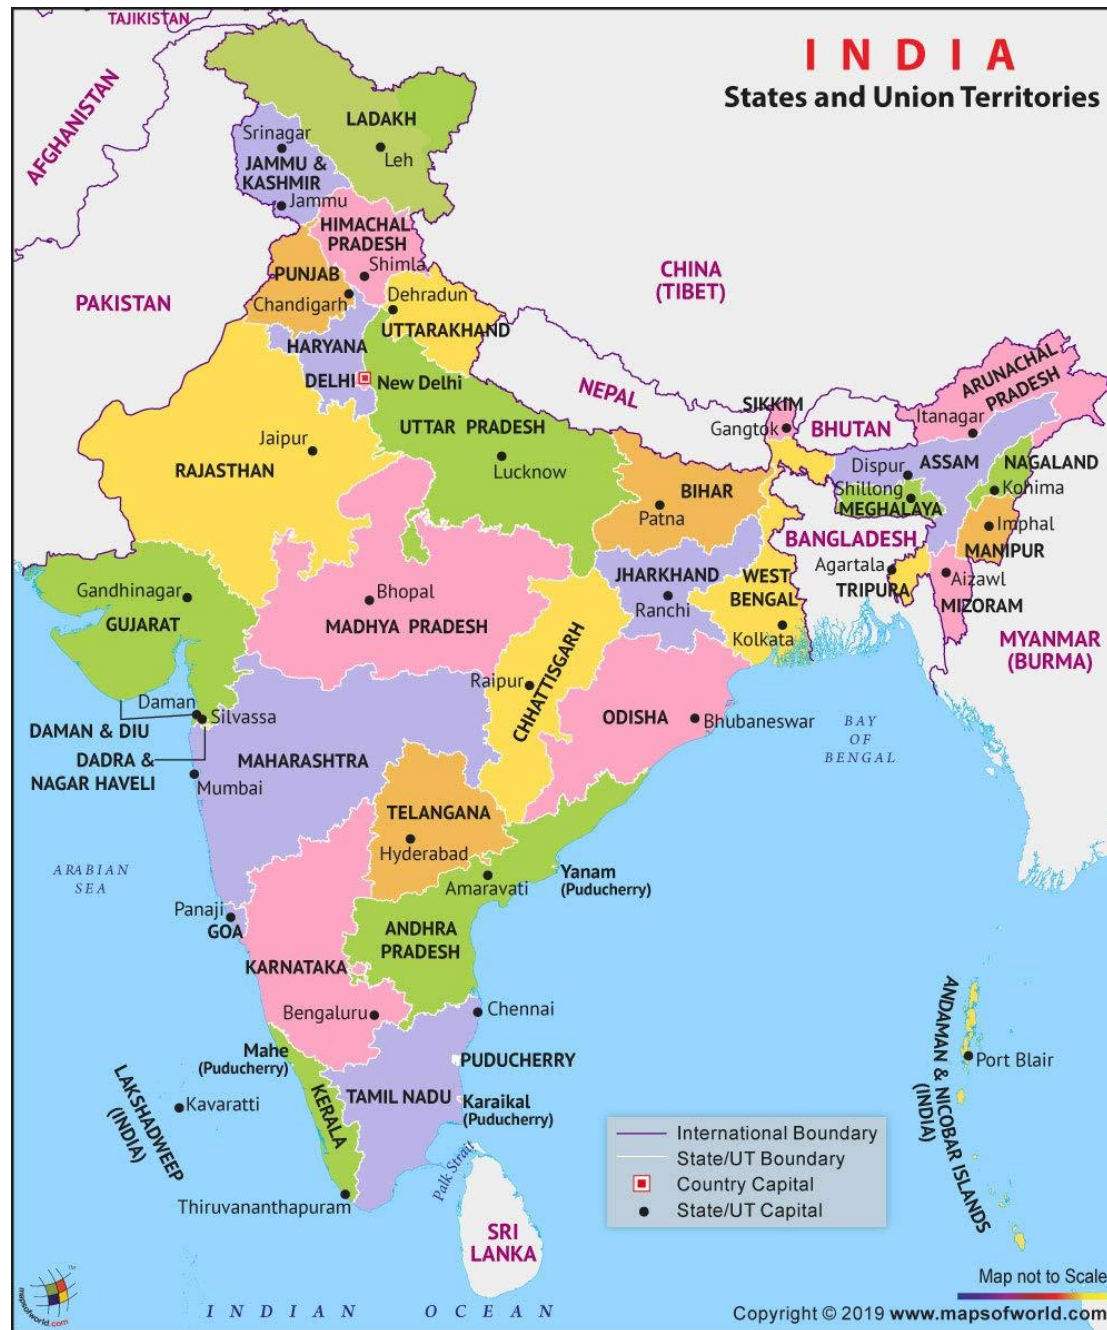 TAJIKISTAN
INDIA
States and Union Territories
AFGHANISTAN
LADAKH
Srinagar
Leh
JAMMU &
KASHMIR
Jammu
HIMACHAL
PRADESH
Shimla
PUNJAB
Chandigarh
CHINA
(TIBET)
PAKISTAN
Dehradun
UTTARAKHAND
HARYANA
DELHI
New Delhi
NEPAL
ARUNACHAL
PRADESH
SIKKIM
Gangtok
BHUTAN
Itanagar
UTTAR PRADESH
Lucknow
Jaipur
RAJASTHAN
Dispur
ASSAM
NAGALAND
Shillong
Kohima
MEGHALAYA
BIHAR
Patna
Imphal
MANIPUR
BANGLADESH
Agartala
TRIPURA
Aizawl
MIZORAM
JHARKHAND
Ranchi
WEST
BENGAL
Kolkata
Gandhinagar
GUJARAT
Bhopal
MADHYA PRADESH
MYANMAR
(BURMA)
Raipur
CHHATTISGARH
Daman
Silvassa
DAMAN & DIU
DADRA &
NAGAR HAVELI
ODISHA
Bhubaneswar
BAY
OF
BENGAL
MAHARASHTRA
Mumbai
TELANGANA
Hyderabad
ARABIAN
SEA
Amaravati
Yanam
(Puducherry)
Panaji
GOA
ANDHRA
PRADESH
KARNATAKA
Bengaluru
Chennai
Mahe
(Puducherry)
PUDUCHERRY
KERALA
TAMIL NADU
Karaikal
(Puducherry)
LAKSHADWEEP
(INDIA)
Kavaratti
ANDAMAN & NICOBAR ISLANDS
(INDIA)
Port Blair
Thiruvananthapuram
Palk Strait
SRI
LANKA
International Boundary
State/UT Boundary
Country Capital
State/UT Capital
INDIAN OCEAN
mapsofworld.com
TM
Map not to Scale
Copyright © 2019 www.mapsofworld.com